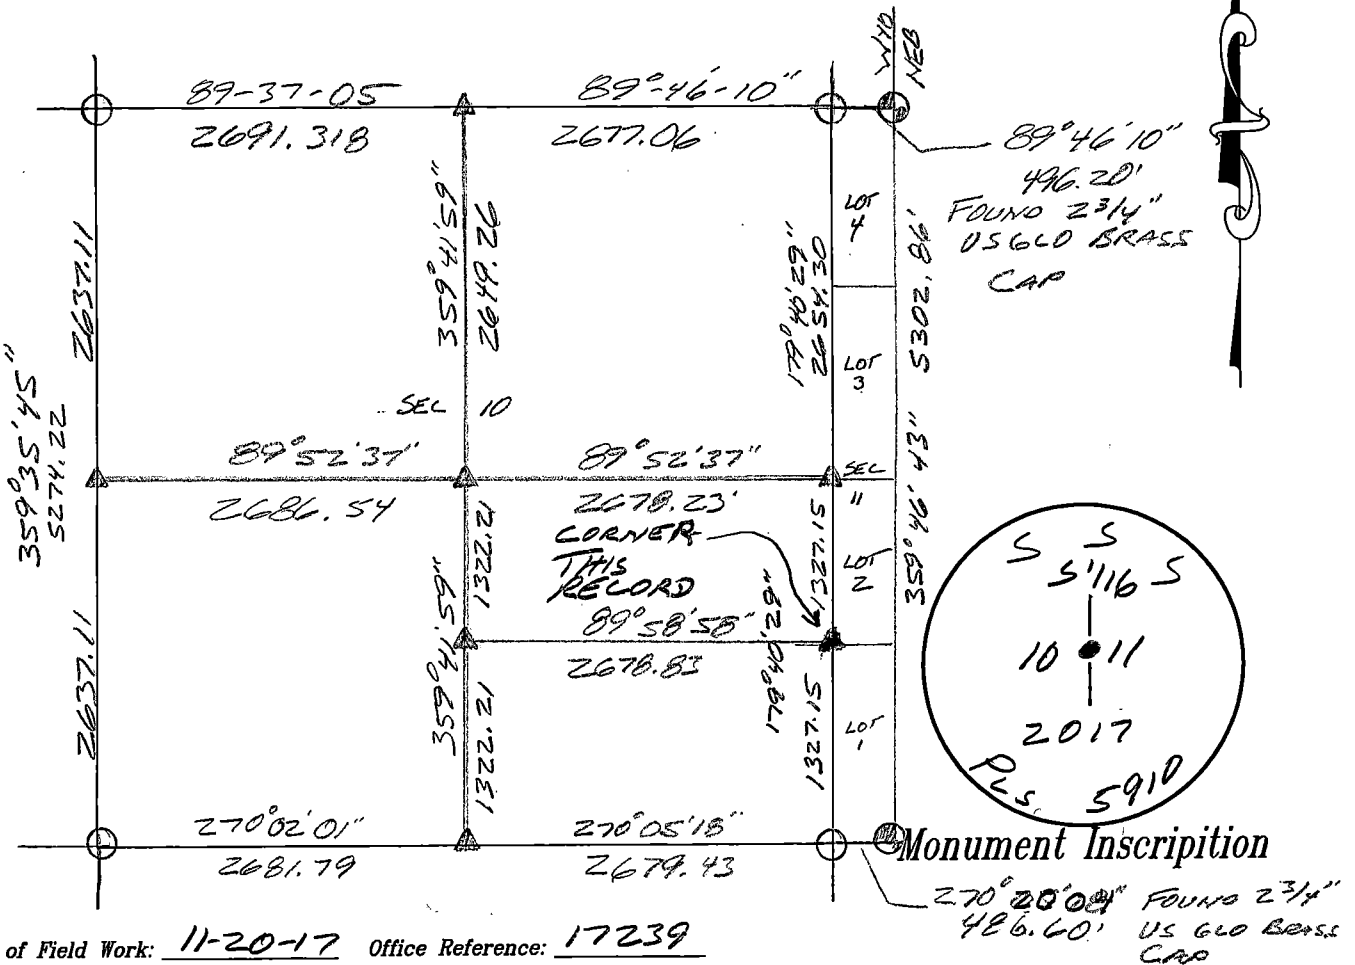 WYO
NEB
89-37-05
2691.318
89°-46'-10"
2677.06
89°46'10"
496.20'
FOUND 2 3/4"
US GLO BRASS
CAP
2637.11
359°41'59"
2649.26
179°40'29"
2654.30
LOT
4
LOT
3
359°46'43" 5302.86'
359°35'45"
5274.22
SEC 10
89°52'37'
2686.54
89°52'37"
2678.23'
SEC
11
CORNER
THIS
RECORD
1322.21
1327.15
LOT
2
89°58'58"
2678.83
2637.11
359°41'59"
1322.21
179°40'29"
1327.15
LOT
1
S S
S 1/16 S
10 11
2017
PLS. 5910
Monument Inscripition
270°02'01"
2681.79
270°05'18"
2679.43
270°20'04" FOUND 2 3/4"
486.60' US GLO BRASS
CAP
of Field Work: 11-20-17 Office Reference: 17239